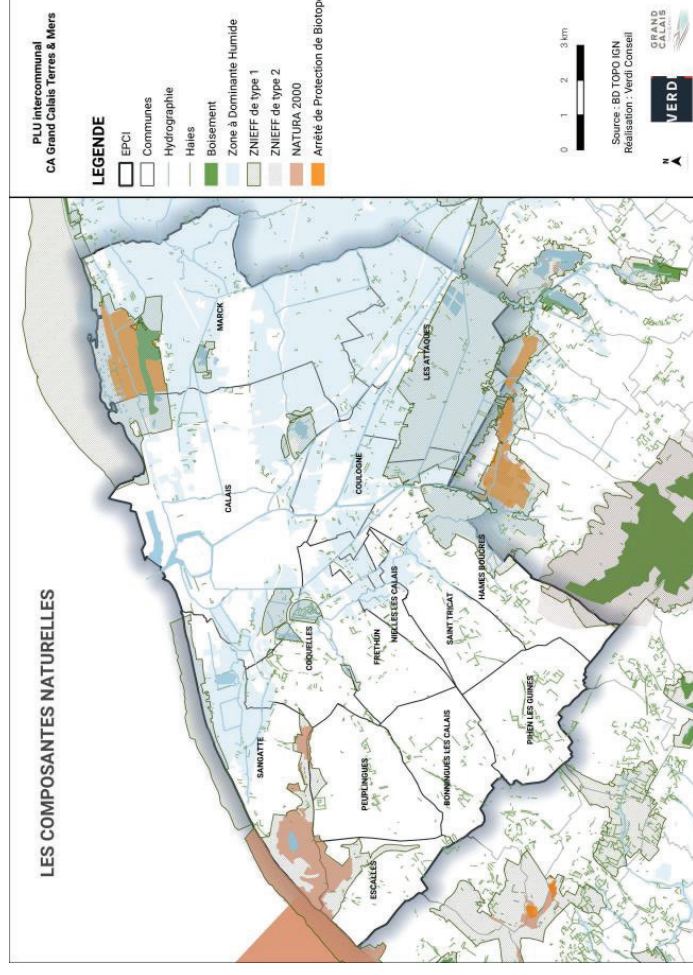 LES COMPOSANTES NATURELLES
PLU intercommunal
CA Grand Calais Terres & Mers
LEGENDE
EPCI
Communes
Hydrographie
Haies
Boisement
Zone à Dominante Humide
ZNIEFF de type 1
ZNIEFF de type 2
NATURA 2000
Arrêté de Protection de Biotope
0 1 2 3 km
Source : BD TOPO IGN
Réalisation : Verdi Conseil
N
VERDI
GRAND
CALAIS
MARCK
CALAIS
LES ATTAQUES
COULOGNE
COQUELLES
FRETHUN
NIELLES LES CALAIS
HAMES BOUCRES
SAINT TRICAT
SANGATTE
PEUPLINGUES
BONNINGUES LES CALAIS
PIHEN LES GUINES
ESCALLES